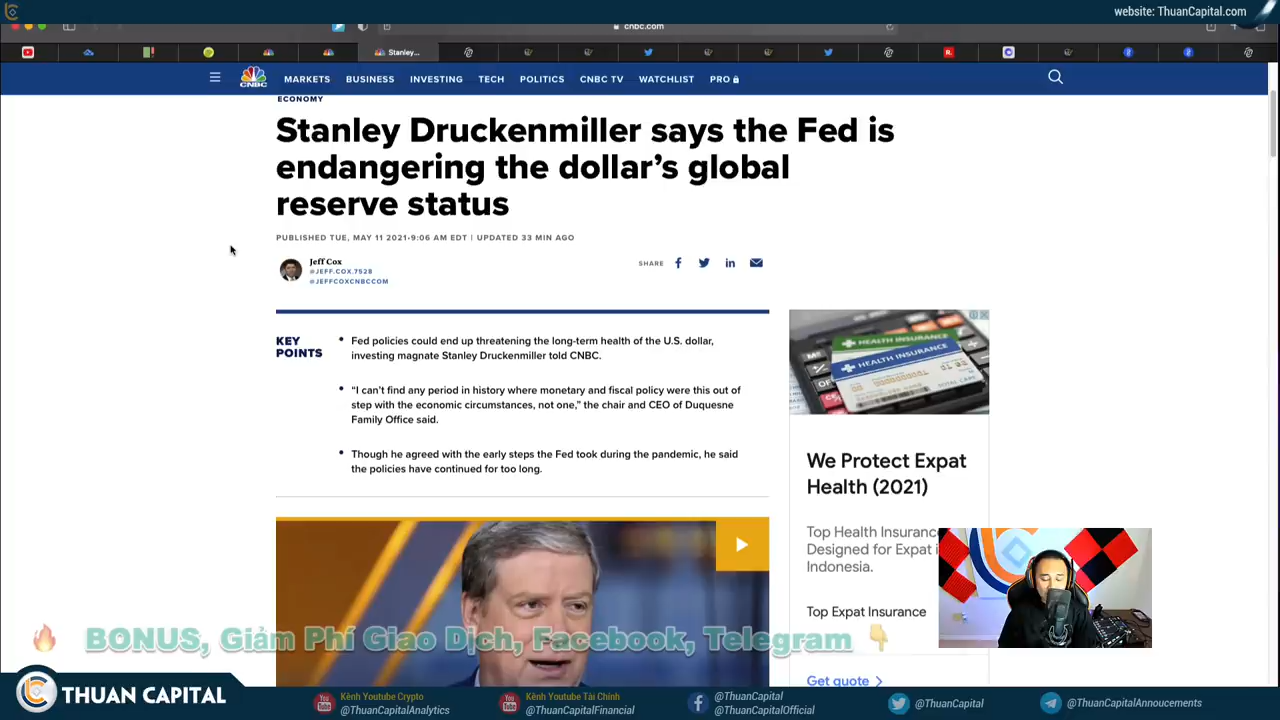 website: ThuanCapital.com
cnbc.com
Stanley...
CNBC
MARKETS BUSINESS INVESTING TECH POLITICS CNBC TV WATCHLIST PRO
ECONOMY
Stanley Druckenmiller says the Fed is
endangering the dollar’s global
reserve status
PUBLISHED TUE, MAY 11 2021•9:06 AM EDT | UPDATED 33 MIN AGO
Jeff Cox
@JEFF.COX.7528
@JEFFCOXCNBCCOM
SHARE
KEY
POINTS
• Fed policies could end up threatening the long-term health of the U.S. dollar,
investing magnate Stanley Druckenmiller told CNBC.
• “I can’t find any period in history where monetary and fiscal policy were this out of
step with the economic circumstances, not one,” the chair and CEO of Duquesne
Family Office said.
• Though he agreed with the early steps the Fed took during the pandemic, he said
the policies have continued for too long.
HEALTH INSURANCE
HEALTH INSURANCE
We Protect Expat
Health (2021)
Top Health Insurance
Designed for Expat i
Indonesia.
Top Expat Insurance
Get quote
BONUS, Giảm Phí Giao Dịch, Facebook, Telegram
THUAN CAPITAL
Kênh Youtube Crypto
@ThuanCapitalAnalytics
Kênh Youtube Tài Chính
@ThuanCapitalFinancial
@ThuanCapital
@ThuanCapitalOfficial
@ThuanCapital
@ThuanCapitalAnnoucements